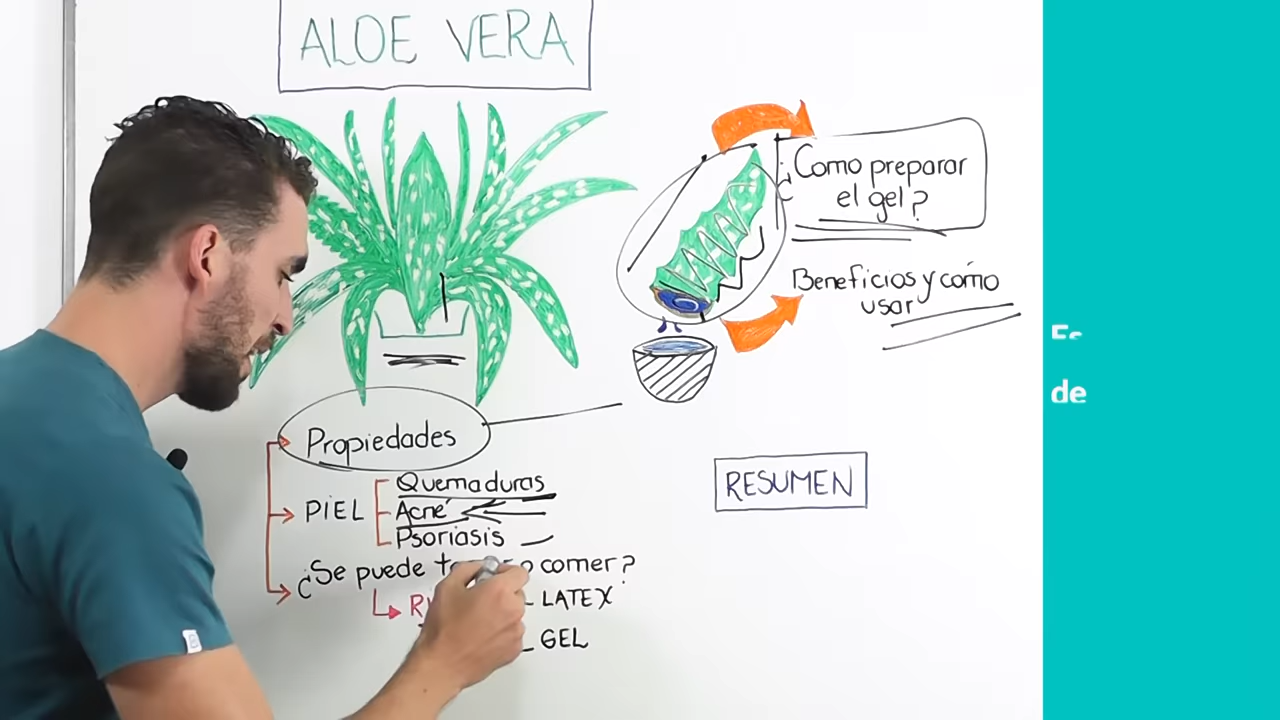 ALOE VERA
¿Como preparar
el gel?
Beneficios y cómo
usar
Propiedades
PIEL
Quemaduras
Acné
Psoriasis
¿Se puede comer?
LATEX
GEL
RESUMEN
de